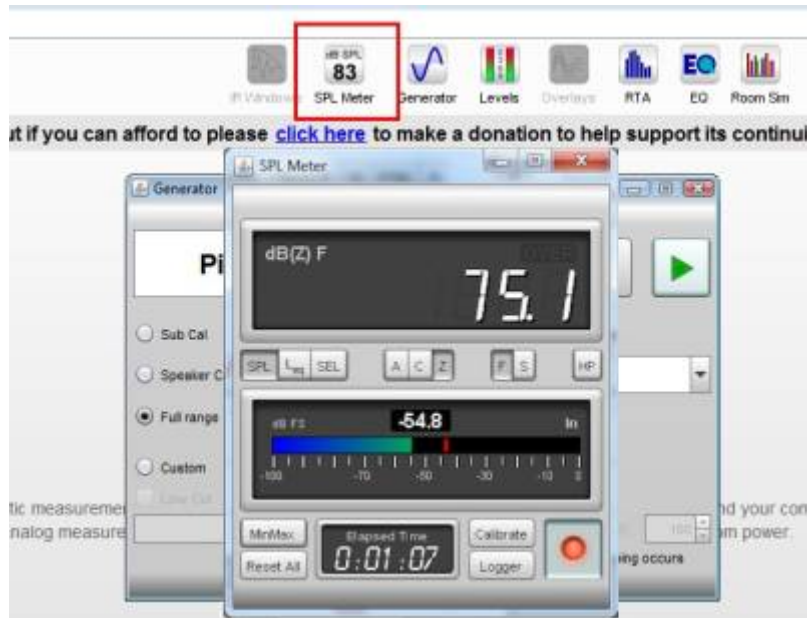 dB SPL
83
IR Windows SPL Meter Generator Levels Overlays RTA EQ Room Sim
ut if you can afford to please click here to make a donation to help support its continui
SPL Meter
Generator
dB(Z) F
75.1
Pi
Sub Cal
Speaker C
Full range
Custom
SPL Leq SEL A C Z F S HP
dB FS -54.8 In
-100 -70 -50 -30 -10 0
tic measureme
nd your con
nalog measure
om power.
MinMax
Elapsed Time
0:01:07
Calibrate
Reset All
Logger
100
ing occurs